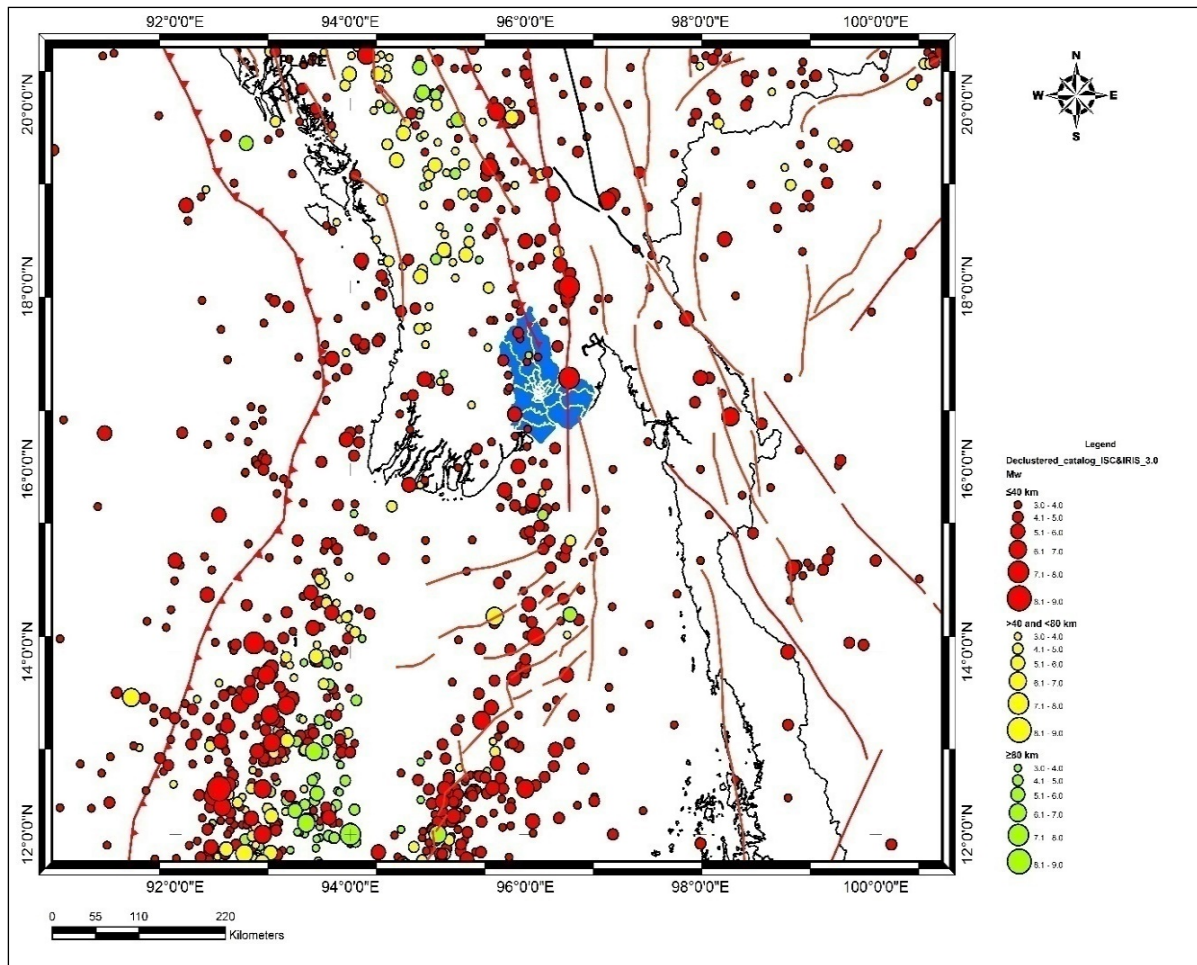 92°0'0"E 94°0'0"E 96°0'0"E 98°0'0"E 100°0'0"E
PLATE
N
W E
S
20°0'0"N 20°0'0"N
18°0'0"N 18°0'0"N
16°0'0"N 16°0'0"N
14°0'0"N 14°0'0"N
12°0'0"N 12°0'0"N
Legend
Declustered_catalog_ISC&IRIS_3.0
Mw
≤40 km
3.0 - 4.0
4.1 - 5.0
5.1 - 6.0
6.1 - 7.0
7.1 - 8.0
8.1 - 9.0
>40 and <80 km
3.0 - 4.0
4.1 - 5.0
5.1 - 6.0
6.1 - 7.0
7.1 - 8.0
8.1 - 9.0
≥80 km
3.0 - 4.0
4.1 - 5.0
5.1 - 6.0
6.1 - 7.0
7.1 - 8.0
8.1 - 9.0
92°0'0"E 94°0'0"E 96°0'0"E 98°0'0"E 100°0'0"E
0 55 110 220
Kilometers